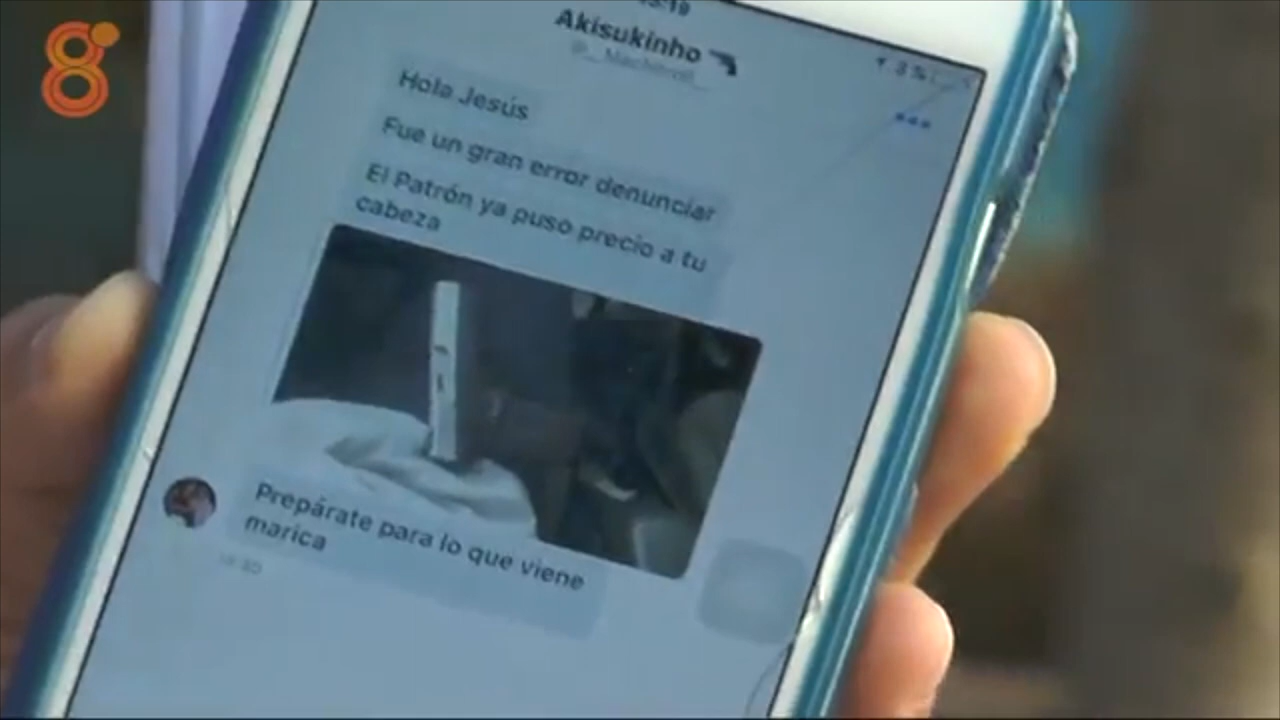 8
Akisukinho
Hola Jesús
Fue un gran error denunciar
El Patrón ya puso precio a tu
cabeza
Prepárate para lo que viene
marica